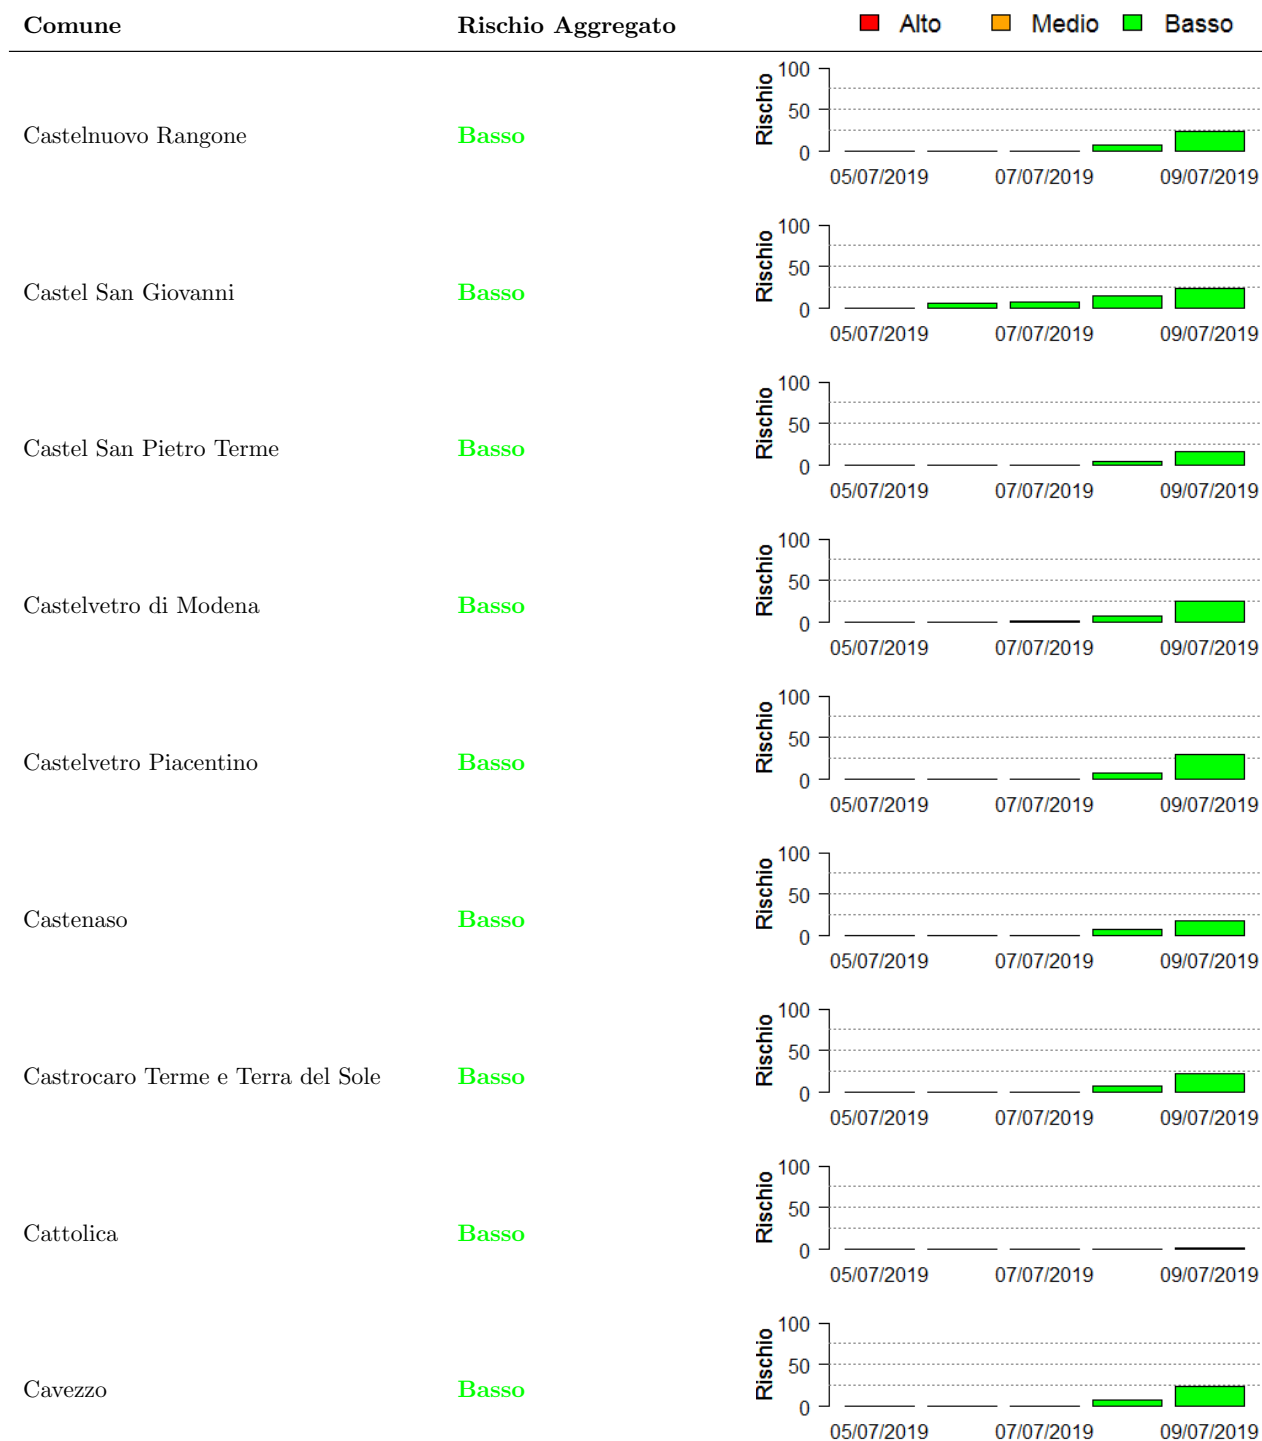 Comune Rischio Aggregato Alto Medio Basso
100
50
0
Rischio
Castelnuovo Rangone Basso
05/07/2019 07/07/2019 09/07/2019
100
50
0
Rischio
Castel San Giovanni Basso
05/07/2019 07/07/2019 09/07/2019
100
50
0
Rischio
Castel San Pietro Terme Basso
05/07/2019 07/07/2019 09/07/2019
100
50
0
Rischio
Castelvetro di Modena Basso
05/07/2019 07/07/2019 09/07/2019
100
50
0
Rischio
Castelvetro Piacentino Basso
05/07/2019 07/07/2019 09/07/2019
100
50
0
Rischio
Castenaso Basso
05/07/2019 07/07/2019 09/07/2019
100
50
0
Rischio
Castrocaro Terme e Terra del Sole Basso
05/07/2019 07/07/2019 09/07/2019
100
50
0
Rischio
Cattolica Basso
05/07/2019 07/07/2019 09/07/2019
100
50
0
Rischio
Cavezzo Basso
05/07/2019 07/07/2019 09/07/2019